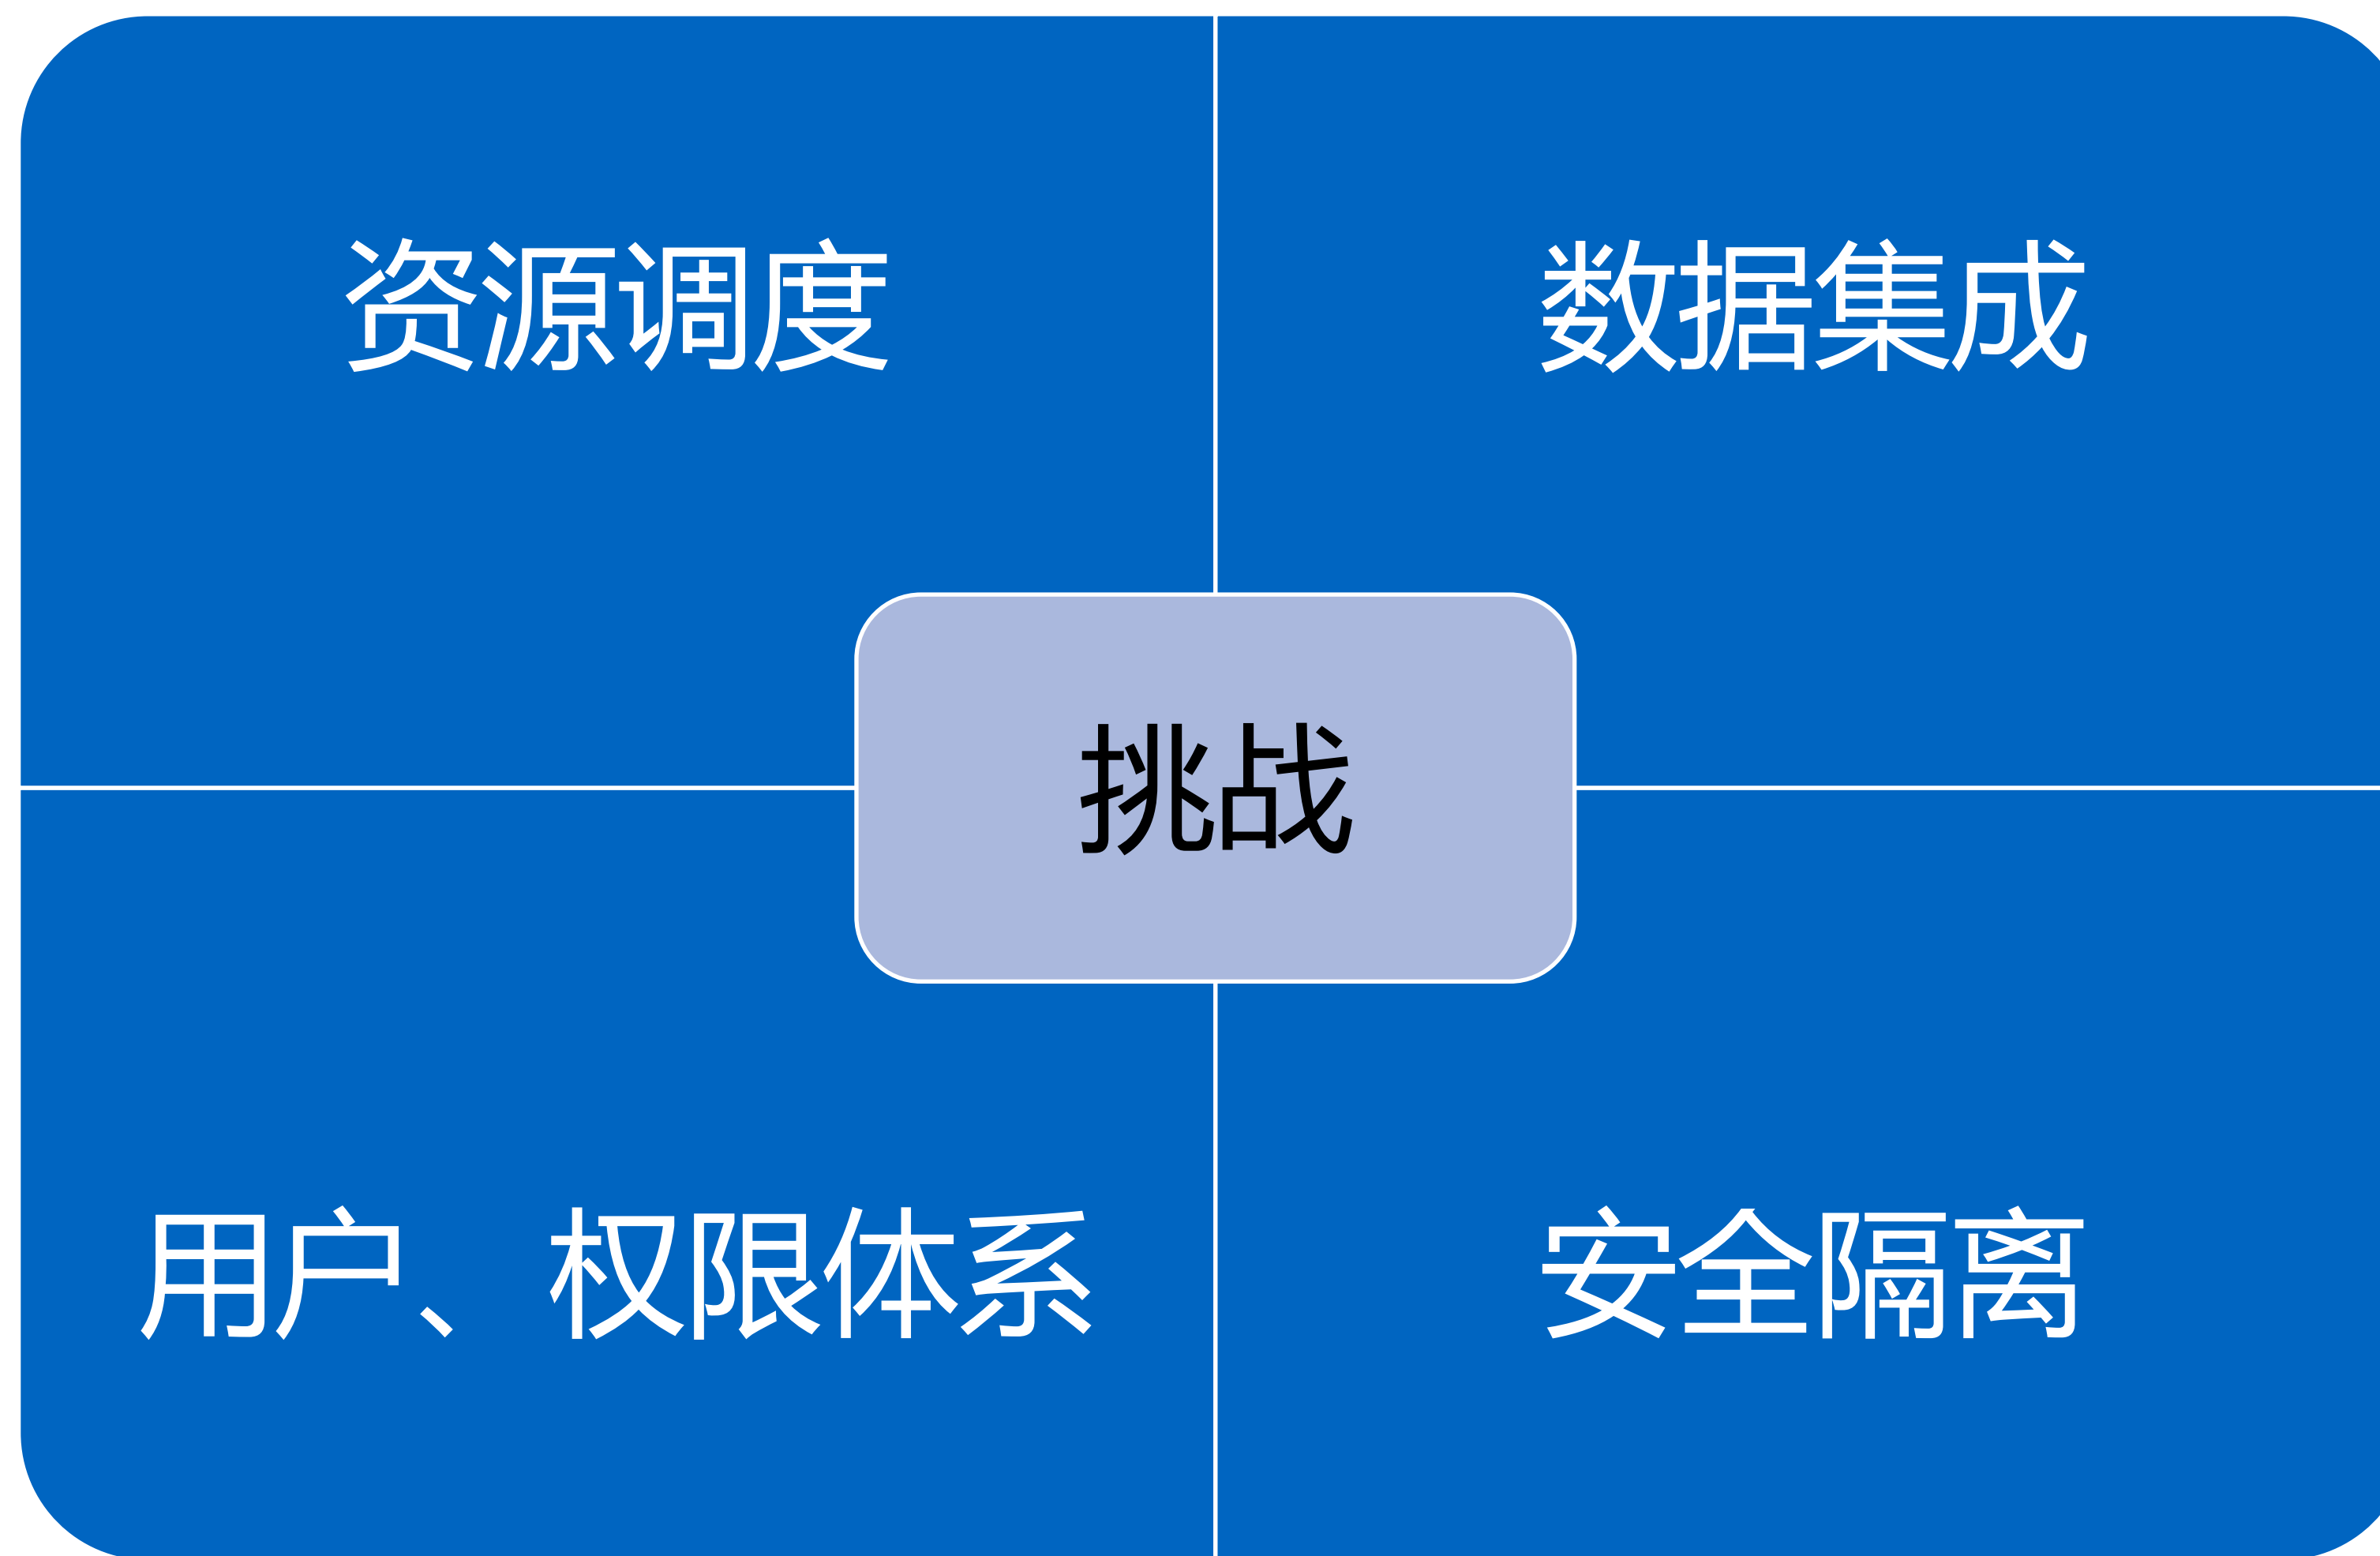 资源调度
数据集成
挑战
用户、权限体系
安全隔离